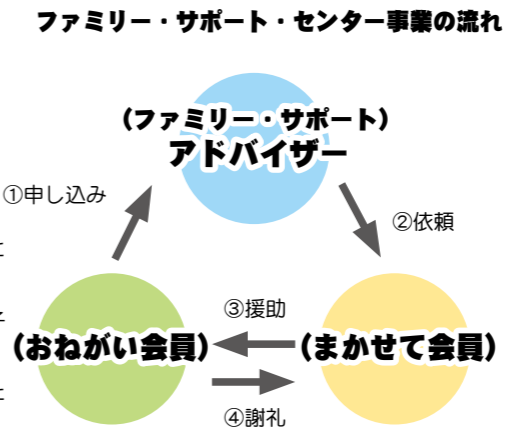 ファミリー・サポート・センター事業の流れ
(ファミリー・サポート)
アドバイザー
①申し込み
②依頼
③援助
(おねがい会員)
(まかせて会員)
④謝礼